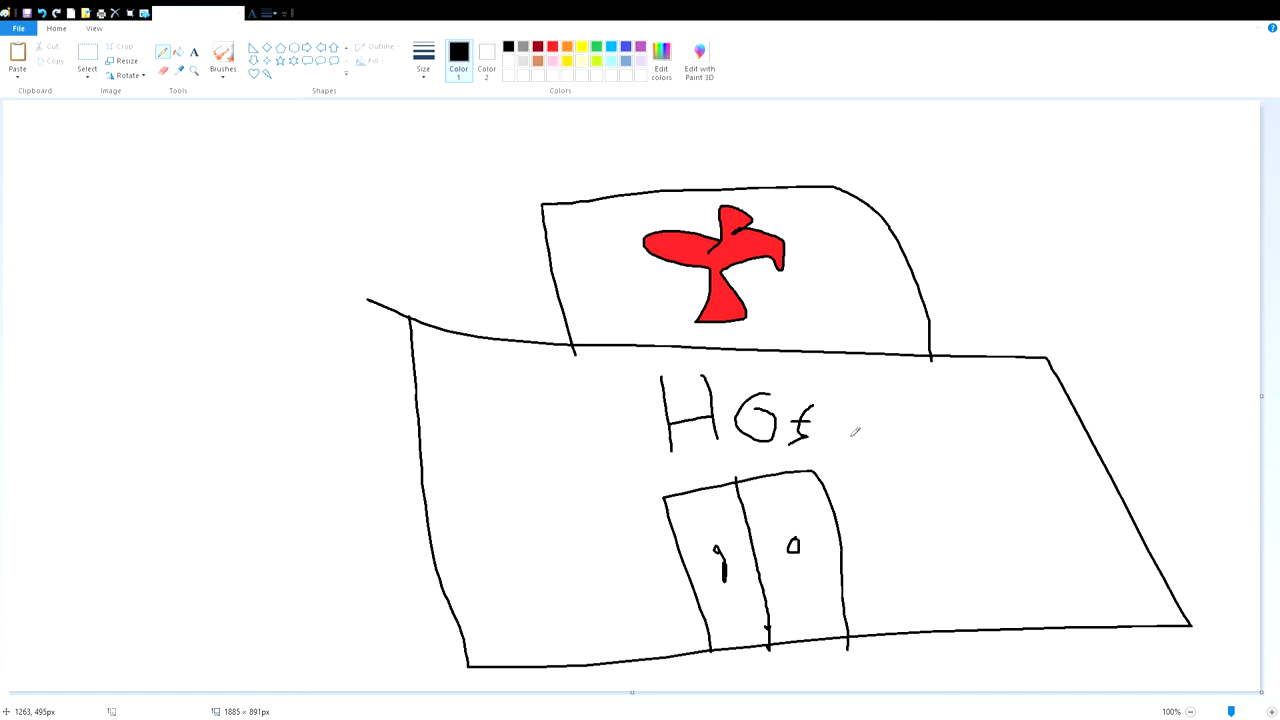 File Home View
Paste Cut Copy Select Crop Resize Rotate Brushes Outline Fill Size Color 1 Color 2 Edit colors Edit with Paint 3D
Clipboard Image Tools Shapes Colors
1263, 495px 1885 × 891px 100%